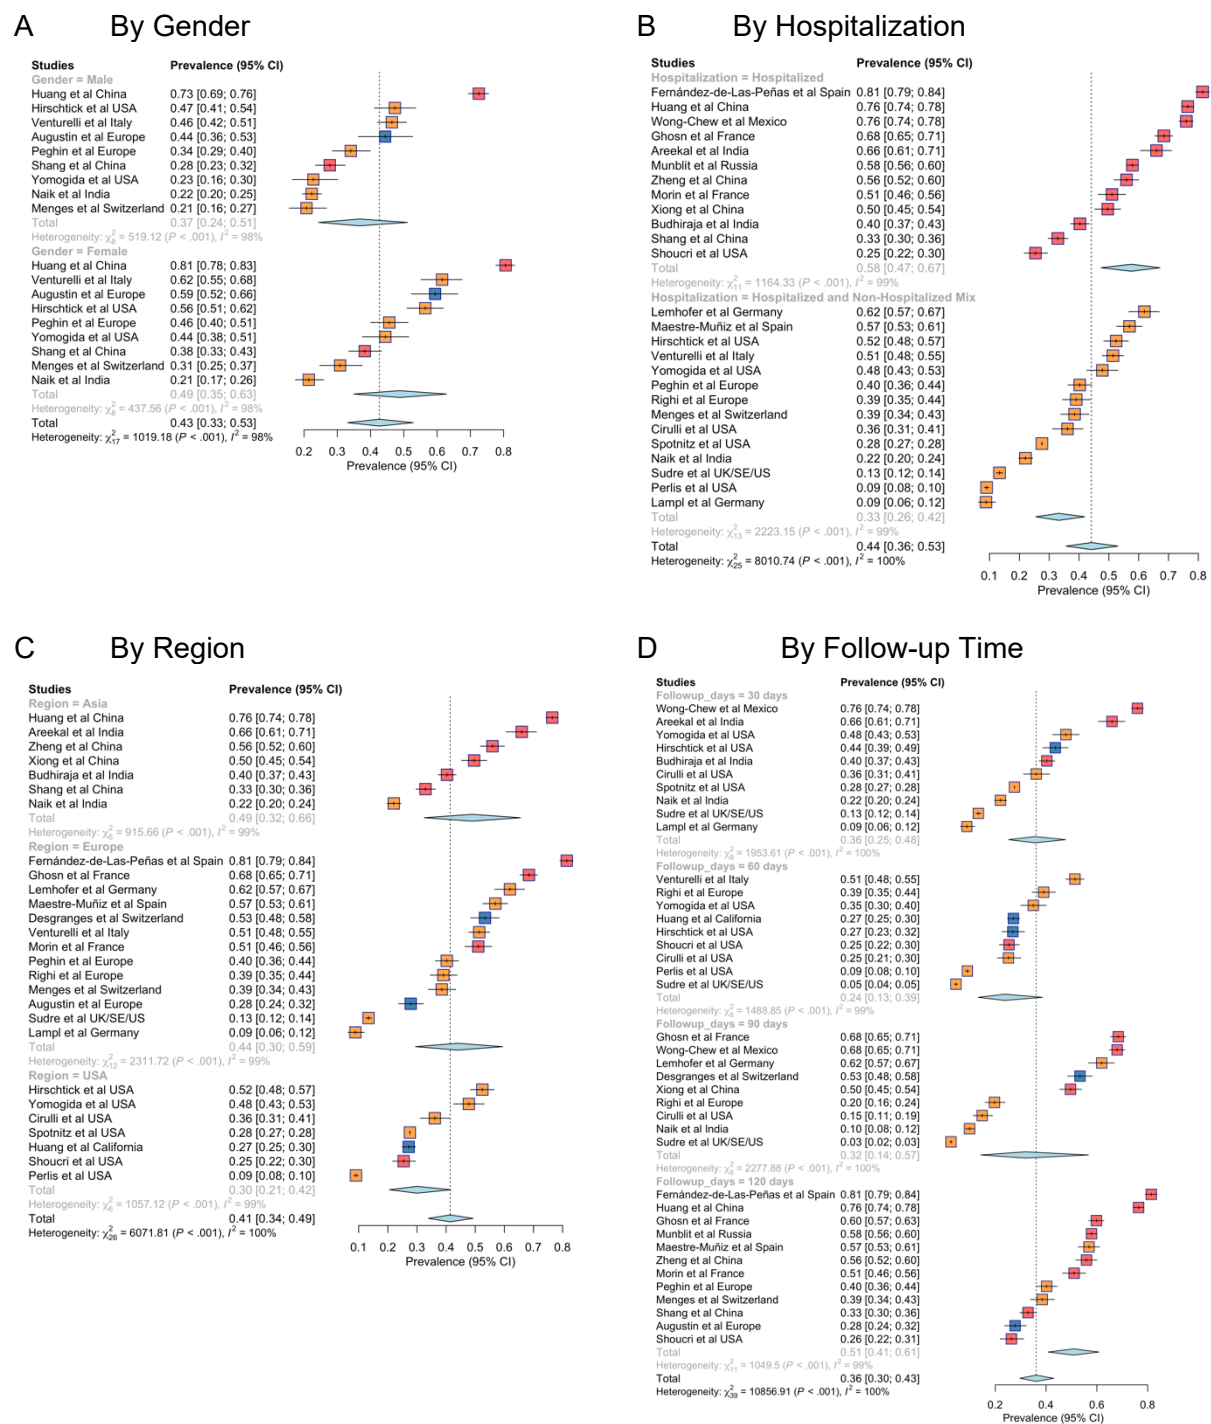 A By Gender
Studies Prevalence (95% CI)
Gender = Male
Huang et al China 0.73 [0.69; 0.76]
Hirschtick et al USA 0.47 [0.41; 0.54]
Venturelli et al Italy 0.46 [0.42; 0.51]
Augustin et al Europe 0.44 [0.36; 0.53]
Peghin et al Europe 0.34 [0.29; 0.40]
Shang et al China 0.28 [0.23; 0.32]
Yomogida et al USA 0.23 [0.16; 0.30]
Naik et al India 0.22 [0.20; 0.25]
Menges et al Switzerland 0.21 [0.16; 0.27]
Total 0.37 [0.24; 0.51]
Heterogeneity: χ²₈ = 519.12 (P < .001), I² = 98%
Gender = Female
Huang et al China 0.81 [0.78; 0.83]
Venturelli et al Italy 0.62 [0.55; 0.68]
Augustin et al Europe 0.59 [0.52; 0.66]
Hirschtick et al USA 0.56 [0.51; 0.62]
Peghin et al Europe 0.46 [0.40; 0.51]
Yomogida et al USA 0.44 [0.38; 0.51]
Shang et al China 0.38 [0.33; 0.43]
Menges et al Switzerland 0.31 [0.25; 0.37]
Naik et al India 0.21 [0.17; 0.26]
Total 0.49 [0.35; 0.63]
Heterogeneity: χ²₈ = 437.56 (P < .001), I² = 98%
Total 0.43 [0.33; 0.53]
Heterogeneity: χ²₁₇ = 1019.18 (P < .001), I² = 98%
0.2 0.3 0.4 0.5 0.6 0.7 0.8
Prevalence (95% CI)
B By Hospitalization
Studies Prevalence (95% CI)
Hospitalization = Hospitalized
Fernández-de-Las-Peñas et al Spain 0.81 [0.79; 0.84]
Huang et al China 0.76 [0.74; 0.78]
Wong-Chew et al Mexico 0.76 [0.74; 0.78]
Ghosn et al France 0.68 [0.65; 0.71]
Areekal et al India 0.66 [0.61; 0.71]
Munblit et al Russia 0.58 [0.56; 0.60]
Zheng et al China 0.56 [0.52; 0.60]
Morin et al France 0.51 [0.46; 0.56]
Xiong et al China 0.50 [0.45; 0.54]
Budhiraja et al India 0.40 [0.37; 0.43]
Shang et al China 0.33 [0.30; 0.36]
Shoucri et al USA 0.25 [0.22; 0.30]
Total 0.58 [0.47; 0.67]
Heterogeneity: χ²₁₁ = 1164.33 (P < .001), I² = 99%
Hospitalization = Hospitalized and Non-Hospitalized Mix
Lemhofer et al Germany 0.62 [0.57; 0.67]
Maestre-Muñiz et al Spain 0.57 [0.53; 0.61]
Hirschtick et al USA 0.52 [0.48; 0.57]
Venturelli et al Italy 0.51 [0.48; 0.55]
Yomogida et al USA 0.48 [0.43; 0.53]
Peghin et al Europe 0.40 [0.36; 0.44]
Righi et al Europe 0.39 [0.35; 0.44]
Menges et al Switzerland 0.39 [0.34; 0.43]
Cirulli et al USA 0.36 [0.31; 0.41]
Spotnitz et al USA 0.28 [0.27; 0.28]
Naik et al India 0.22 [0.20; 0.24]
Sudre et al UK/SE/US 0.13 [0.12; 0.14]
Perlis et al USA 0.09 [0.08; 0.10]
Lampl et al Germany 0.09 [0.06; 0.12]
Total 0.33 [0.26; 0.42]
Heterogeneity: χ²₁₃ = 2223.15 (P < .001), I² = 99%
Total 0.44 [0.36; 0.53]
Heterogeneity: χ²₂₅ = 8010.74 (P < .001), I² = 100%
0.1 0.2 0.3 0.4 0.5 0.6 0.7 0.8
Prevalence (95% CI)
C By Region
Studies Prevalence (95% CI)
Region = Asia
Huang et al China 0.76 [0.74; 0.78]
Areekal et al India 0.66 [0.61; 0.71]
Zheng et al China 0.56 [0.52; 0.60]
Xiong et al China 0.50 [0.45; 0.54]
Budhiraja et al India 0.40 [0.37; 0.43]
Shang et al China 0.33 [0.30; 0.36]
Naik et al India 0.22 [0.20; 0.24]
Total 0.49 [0.32; 0.66]
Heterogeneity: χ²₆ = 915.66 (P < .001), I² = 99%
Region = Europe
Fernández-de-Las-Peñas et al Spain 0.81 [0.79; 0.84]
Ghosn et al France 0.68 [0.65; 0.71]
Lemhofer et al Germany 0.62 [0.57; 0.67]
Maestre-Muñiz et al Spain 0.57 [0.53; 0.61]
Desgranges et al Switzerland 0.53 [0.48; 0.58]
Venturelli et al Italy 0.51 [0.48; 0.55]
Morin et al France 0.51 [0.46; 0.56]
Peghin et al Europe 0.40 [0.36; 0.44]
Righi et al Europe 0.39 [0.35; 0.44]
Menges et al Switzerland 0.39 [0.34; 0.43]
Augustin et al Europe 0.28 [0.24; 0.32]
Sudre et al UK/SE/US 0.13 [0.12; 0.14]
Lampl et al Germany 0.09 [0.06; 0.12]
Total 0.44 [0.30; 0.59]
Heterogeneity: χ²₁₂ = 2311.72 (P < .001), I² = 99%
Region = USA
Hirschtick et al USA 0.52 [0.48; 0.57]
Yomogida et al USA 0.48 [0.43; 0.53]
Cirulli et al USA 0.36 [0.31; 0.41]
Spotnitz et al USA 0.28 [0.27; 0.28]
Huang et al California 0.27 [0.25; 0.30]
Shoucri et al USA 0.25 [0.22; 0.30]
Perlis et al USA 0.09 [0.08; 0.10]
Total 0.30 [0.21; 0.42]
Heterogeneity: χ²₆ = 1057.12 (P < .001), I² = 99%
Total 0.41 [0.34; 0.49]
Heterogeneity: χ²₂₆ = 6071.81 (P < .001), I² = 100%
0.1 0.2 0.3 0.4 0.5 0.6 0.7 0.8
Prevalence (95% CI)
D By Follow-up Time
Studies Prevalence (95% CI)
Followup_days = 30 days
Wong-Chew et al Mexico 0.76 [0.74; 0.78]
Areekal et al India 0.66 [0.61; 0.71]
Yomogida et al USA 0.48 [0.43; 0.53]
Hirschtick et al USA 0.44 [0.39; 0.49]
Budhiraja et al India 0.40 [0.37; 0.43]
Cirulli et al USA 0.36 [0.31; 0.41]
Spotnitz et al USA 0.28 [0.27; 0.28]
Naik et al India 0.22 [0.20; 0.24]
Sudre et al UK/SE/US 0.13 [0.12; 0.14]
Lampl et al Germany 0.09 [0.06; 0.12]
Total 0.36 [0.25; 0.48]
Heterogeneity: χ²₉ = 1953.61 (P < .001), I² = 100%
Followup_days = 60 days
Venturelli et al Italy 0.51 [0.48; 0.55]
Righi et al Europe 0.39 [0.35; 0.44]
Yomogida et al USA 0.35 [0.30; 0.40]
Huang et al California 0.27 [0.25; 0.30]
Hirschtick et al USA 0.27 [0.23; 0.32]
Shoucri et al USA 0.25 [0.22; 0.30]
Cirulli et al USA 0.25 [0.21; 0.30]
Perlis et al USA 0.09 [0.08; 0.10]
Sudre et al UK/SE/US 0.05 [0.04; 0.05]
Total 0.24 [0.13; 0.39]
Heterogeneity: χ²₈ = 1488.85 (P < .001), I² = 99%
Followup_days = 90 days
Ghosn et al France 0.68 [0.65; 0.71]
Wong-Chew et al Mexico 0.68 [0.65; 0.71]
Lemhofer et al Germany 0.62 [0.57; 0.67]
Desgranges et al Switzerland 0.53 [0.48; 0.58]
Xiong et al China 0.50 [0.45; 0.54]
Righi et al Europe 0.20 [0.16; 0.24]
Cirulli et al USA 0.15 [0.11; 0.19]
Naik et al India 0.10 [0.08; 0.12]
Sudre et al UK/SE/US 0.03 [0.02; 0.03]
Total 0.32 [0.14; 0.57]
Heterogeneity: χ²₈ = 2277.88 (P < .001), I² = 100%
Followup_days = 120 days
Fernández-de-Las-Peñas et al Spain 0.81 [0.79; 0.84]
Huang et al China 0.76 [0.74; 0.78]
Ghosn et al France 0.60 [0.57; 0.63]
Munblit et al Russia 0.58 [0.56; 0.60]
Maestre-Muñiz et al Spain 0.57 [0.53; 0.61]
Zheng et al China 0.56 [0.52; 0.60]
Morin et al France 0.51 [0.46; 0.56]
Peghin et al Europe 0.40 [0.36; 0.44]
Menges et al Switzerland 0.39 [0.34; 0.43]
Shang et al China 0.33 [0.30; 0.36]
Augustin et al Europe 0.28 [0.24; 0.32]
Shoucri et al USA 0.26 [0.22; 0.31]
Total 0.51 [0.41; 0.61]
Heterogeneity: χ²₁₁ = 1049.5 (P < .001), I² = 99%
Total 0.36 [0.30; 0.43]
Heterogeneity: χ²₃₉ = 10856.91 (P < .001), I² = 100%
0.2 0.4 0.6 0.8
Prevalence (95% CI)